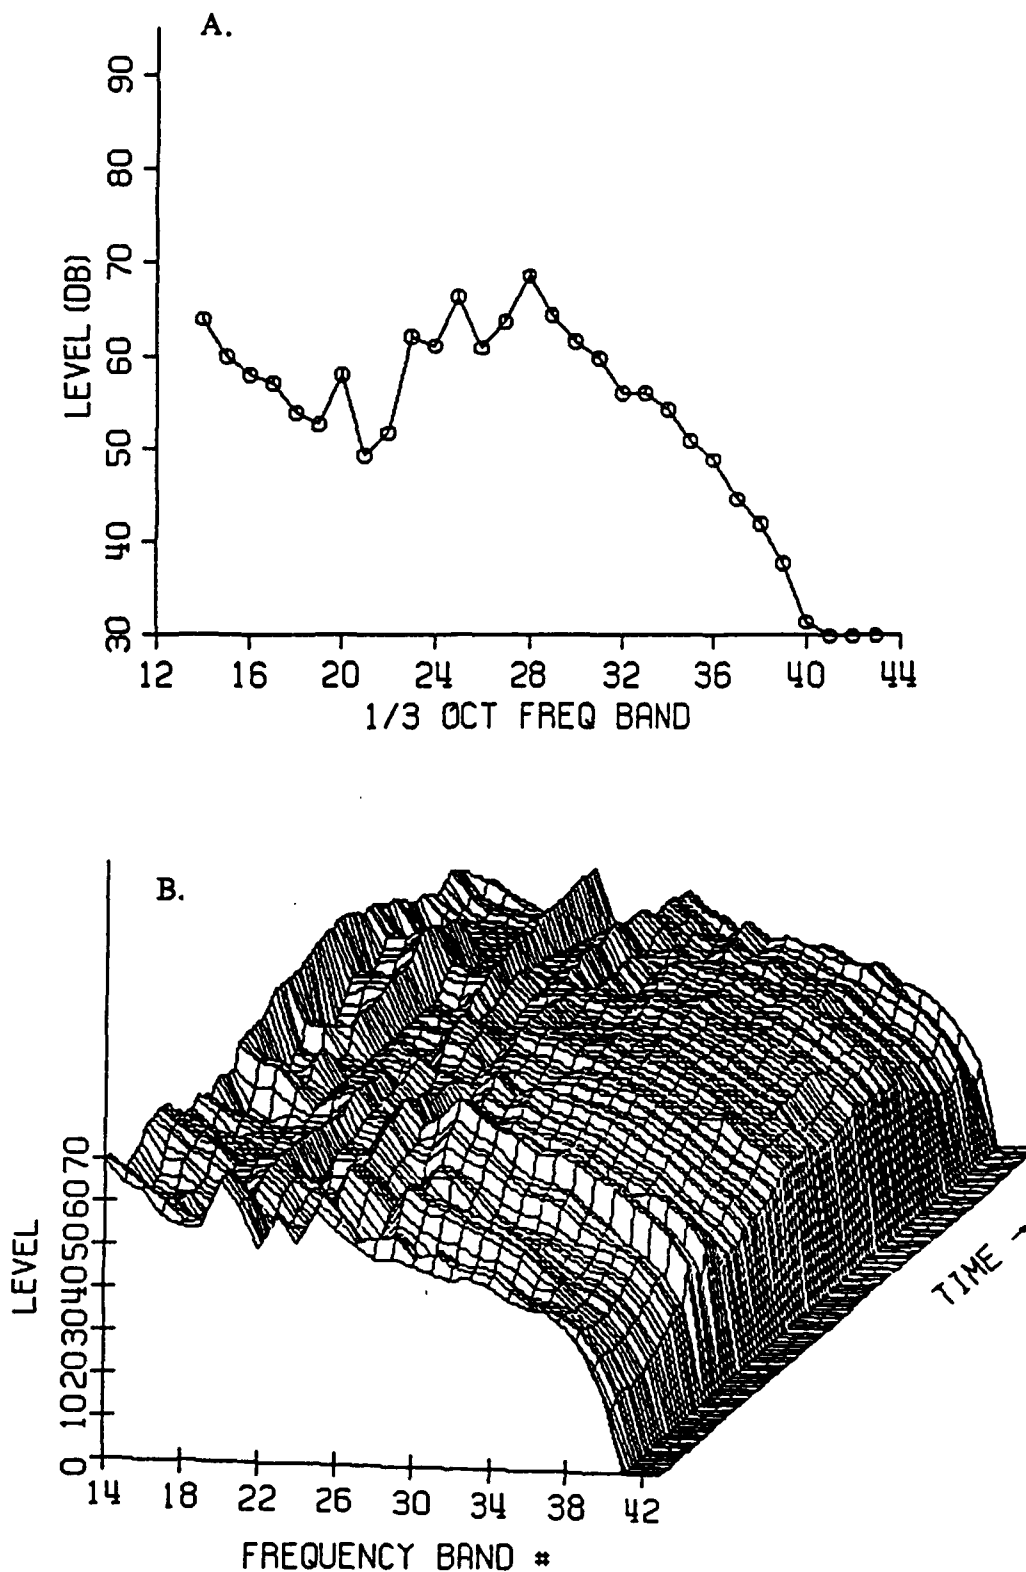 A.
90
80
70
60
50
40
30
LEVEL (DB)
12 16 20 24 28 32 36 40 44
1/3 OCT FREQ BAND
B.
70
60
50
40
30
20
10
0
LEVEL
14 18 22 26 30 34 38 42
FREQUENCY BAND #
TIME →